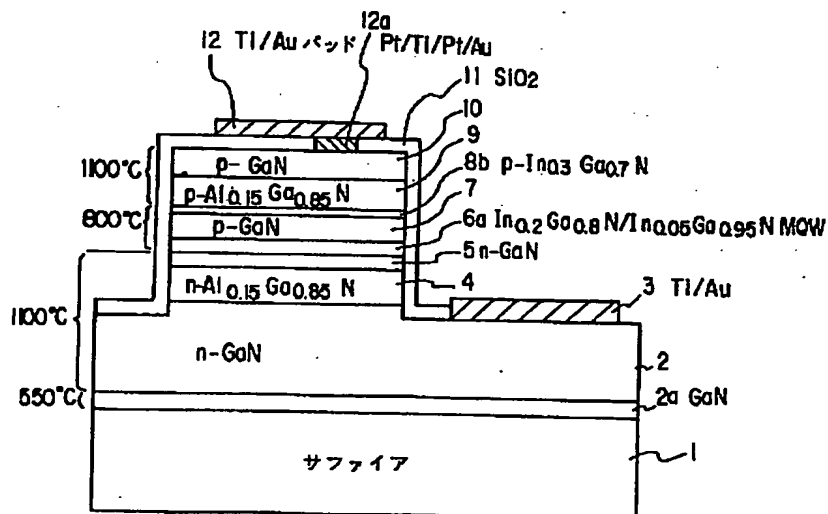 12a
12 Ti/Au パッド Pt/Ti/Pt/Au
11 SiO2
10
9
8b p-In0.3 Ga0.7 N
7
6a In0.2 Ga0.8 N/In0.05 Ga0.95 N MQW
5 n-GaN
4
3 Ti/Au
1100℃
p-GaN
p-Al0.15 Ga0.85 N
800℃
p-GaN
n-Al0.15 Ga0.85 N
1100℃
n-GaN
2
550℃
2a GaN
サファイア
1